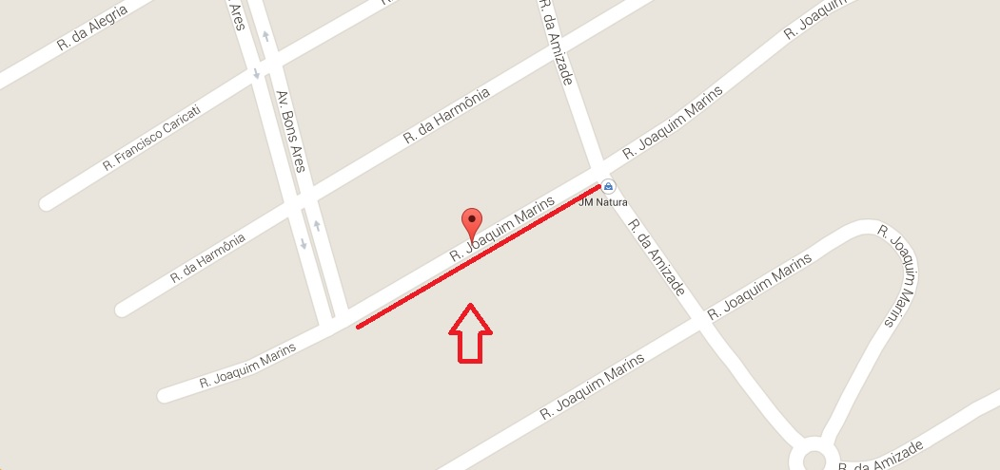 R. da Alegria
Ares
R. da Amizade
R. Joaquim Marins
Av. Bons Ares
R. Francisco Caricati
R. da Harmônia
R. Joaquim Marins
JM Natura
R. Joaquim Marins
R. da Harmônia
R. da Amizade
R. Joaquim Marins
R. Joaquim Marins
R. Joaquim Marins
R. Joaquim Marins
R. da Amizade